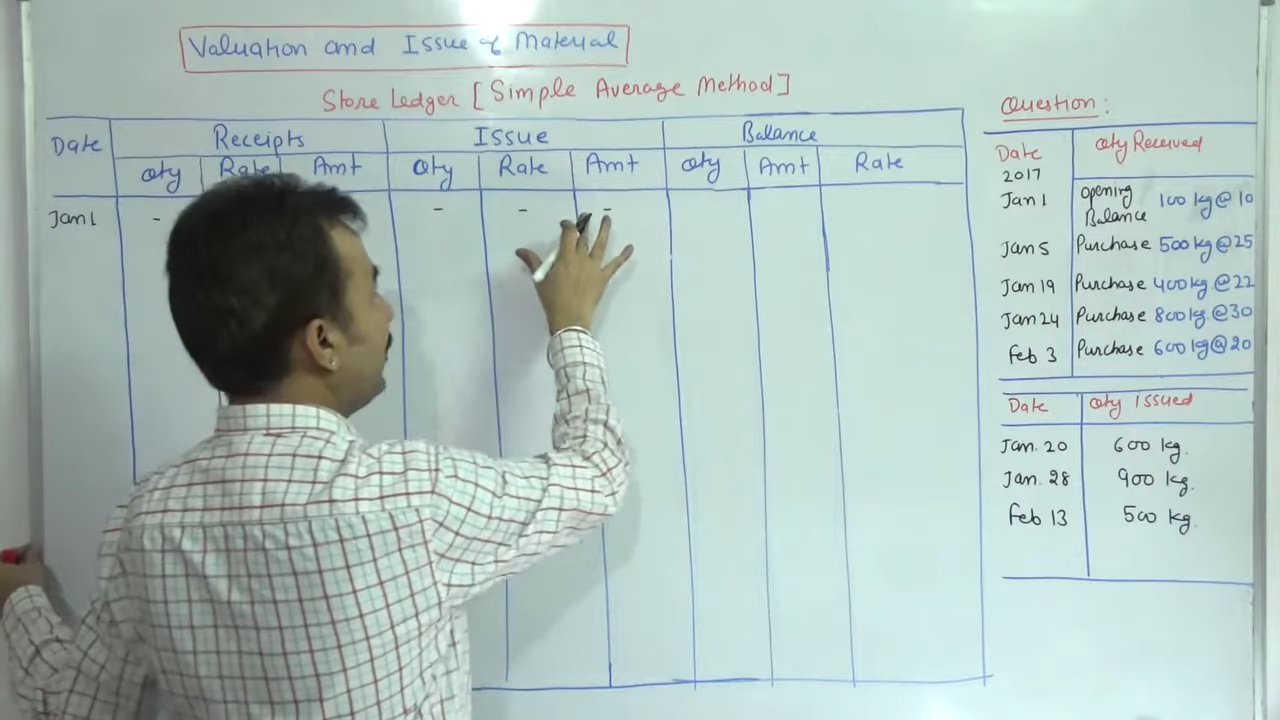 Valuation and Issue of Material
Store Ledger [Simple Average Method]
Date Receipts Issue Balance
Qty Rate Amt Qty Rate Amt Qty Amt Rate
Jan 1 - - - -
Question:
Date 2017 Qty Received
Jan 1 Opening Balance 100 kg @ 10
Jan 5 Purchase 500 kg @ 25
Jan 19 Purchase 400 kg @ 22
Jan 24 Purchase 800 kg @ 30
Feb 3 Purchase 600 kg @ 20
Date Qty Issued
Jan. 20 600 kg.
Jan. 28 900 kg.
Feb 13 500 kg.